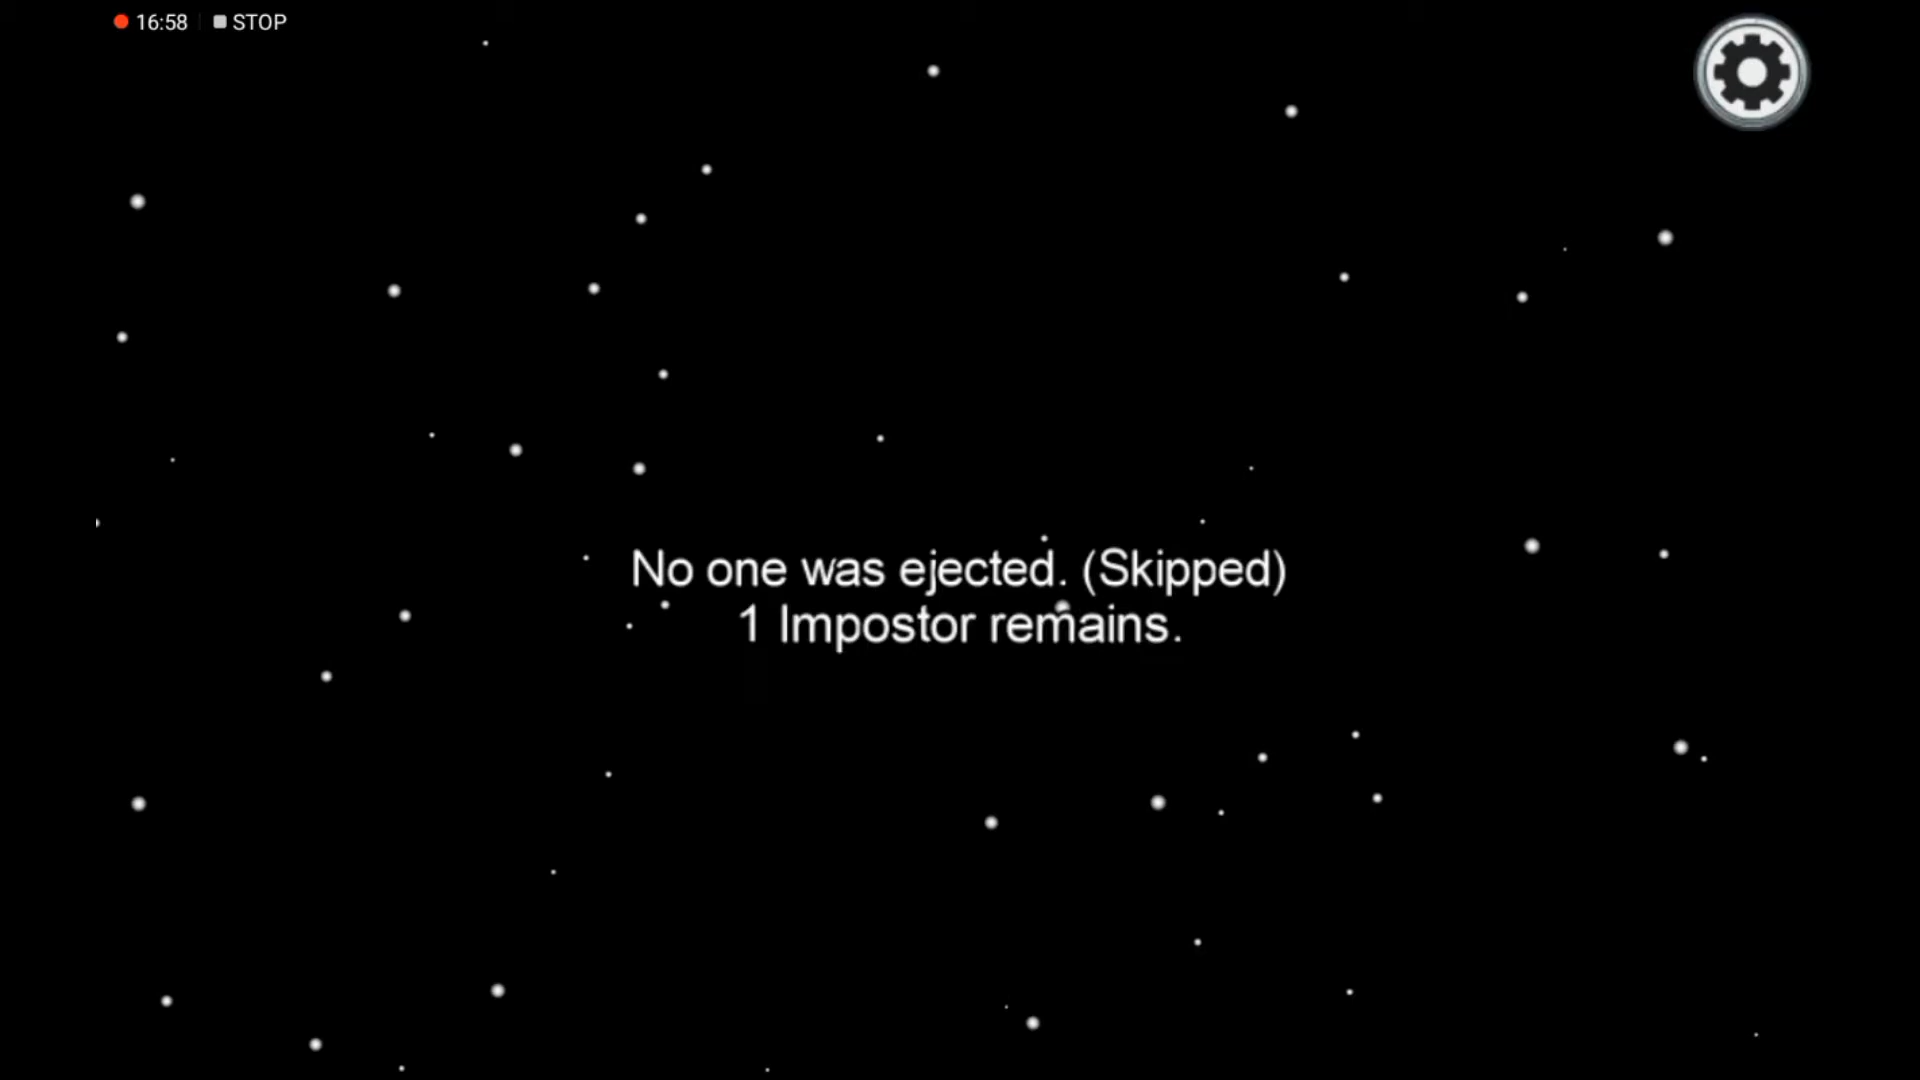 16:58 STOP
No one was ejected. (Skipped)
1 Impostor remains.